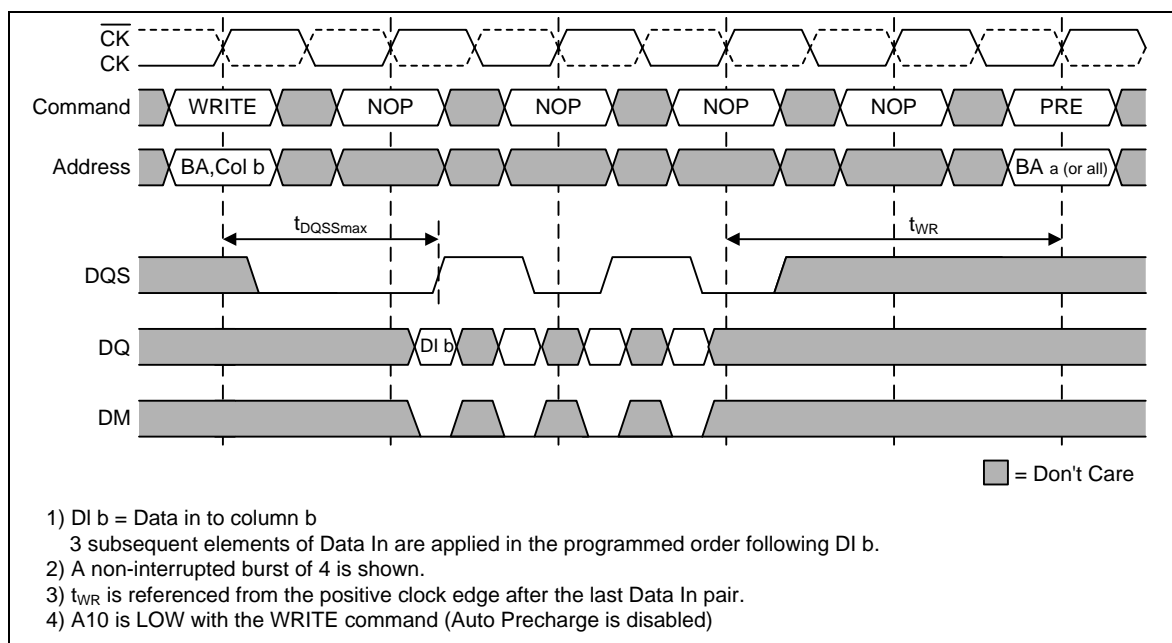 CK
CK
Command WRITE NOP NOP NOP NOP PRE
Address BA,Col b BA a (or all)
tDQSSmax tWR
DQS
DQ DI b
DM
= Don't Care
1) DI b = Data in to column b
3 subsequent elements of Data In are applied in the programmed order following DI b.
2) A non-interrupted burst of 4 is shown.
3) tWR is referenced from the positive clock edge after the last Data In pair.
4) A10 is LOW with the WRITE command (Auto Precharge is disabled)